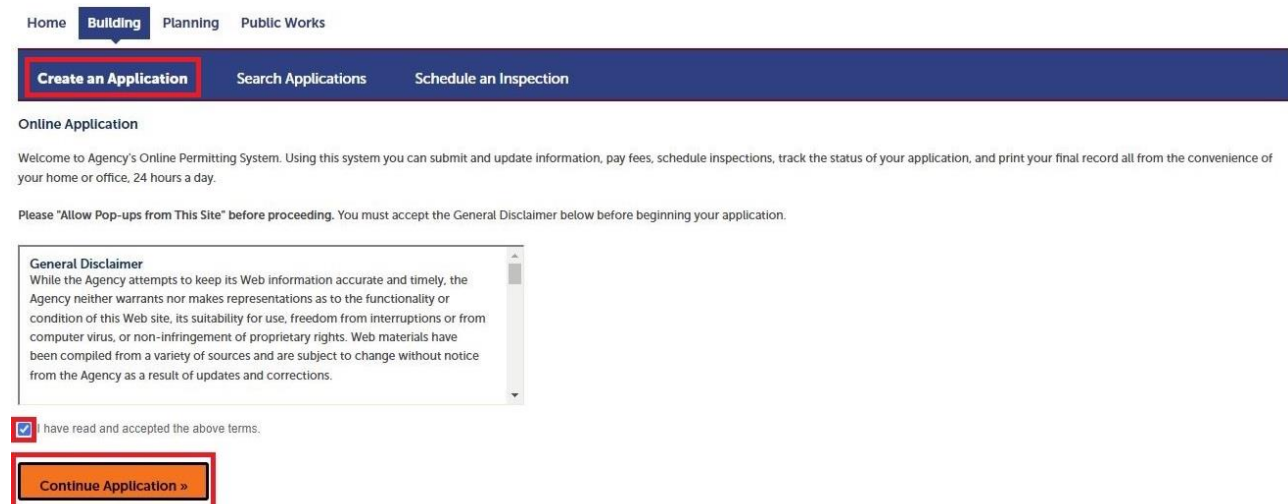 Home Building Planning Public Works
Create an Application Search Applications Schedule an Inspection
Online Application
Welcome to Agency's Online Permitting System. Using this system you can submit and update information, pay fees, schedule inspections, track the status of your application, and print your final record all from the convenience of
your home or office, 24 hours a day.
Please "Allow Pop-ups from This Site" before proceeding. You must accept the General Disclaimer below before beginning your application.
General Disclaimer
While the Agency attempts to keep its Web information accurate and timely, the
Agency neither warrants nor makes representations as to the functionality or
condition of this Web site, its suitability for use, freedom from interruptions or from
computer virus, or non-infringement of proprietary rights. Web materials have
been compiled from a variety of sources and are subject to change without notice
from the Agency as a result of updates and corrections.
I have read and accepted the above terms.
Continue Application »